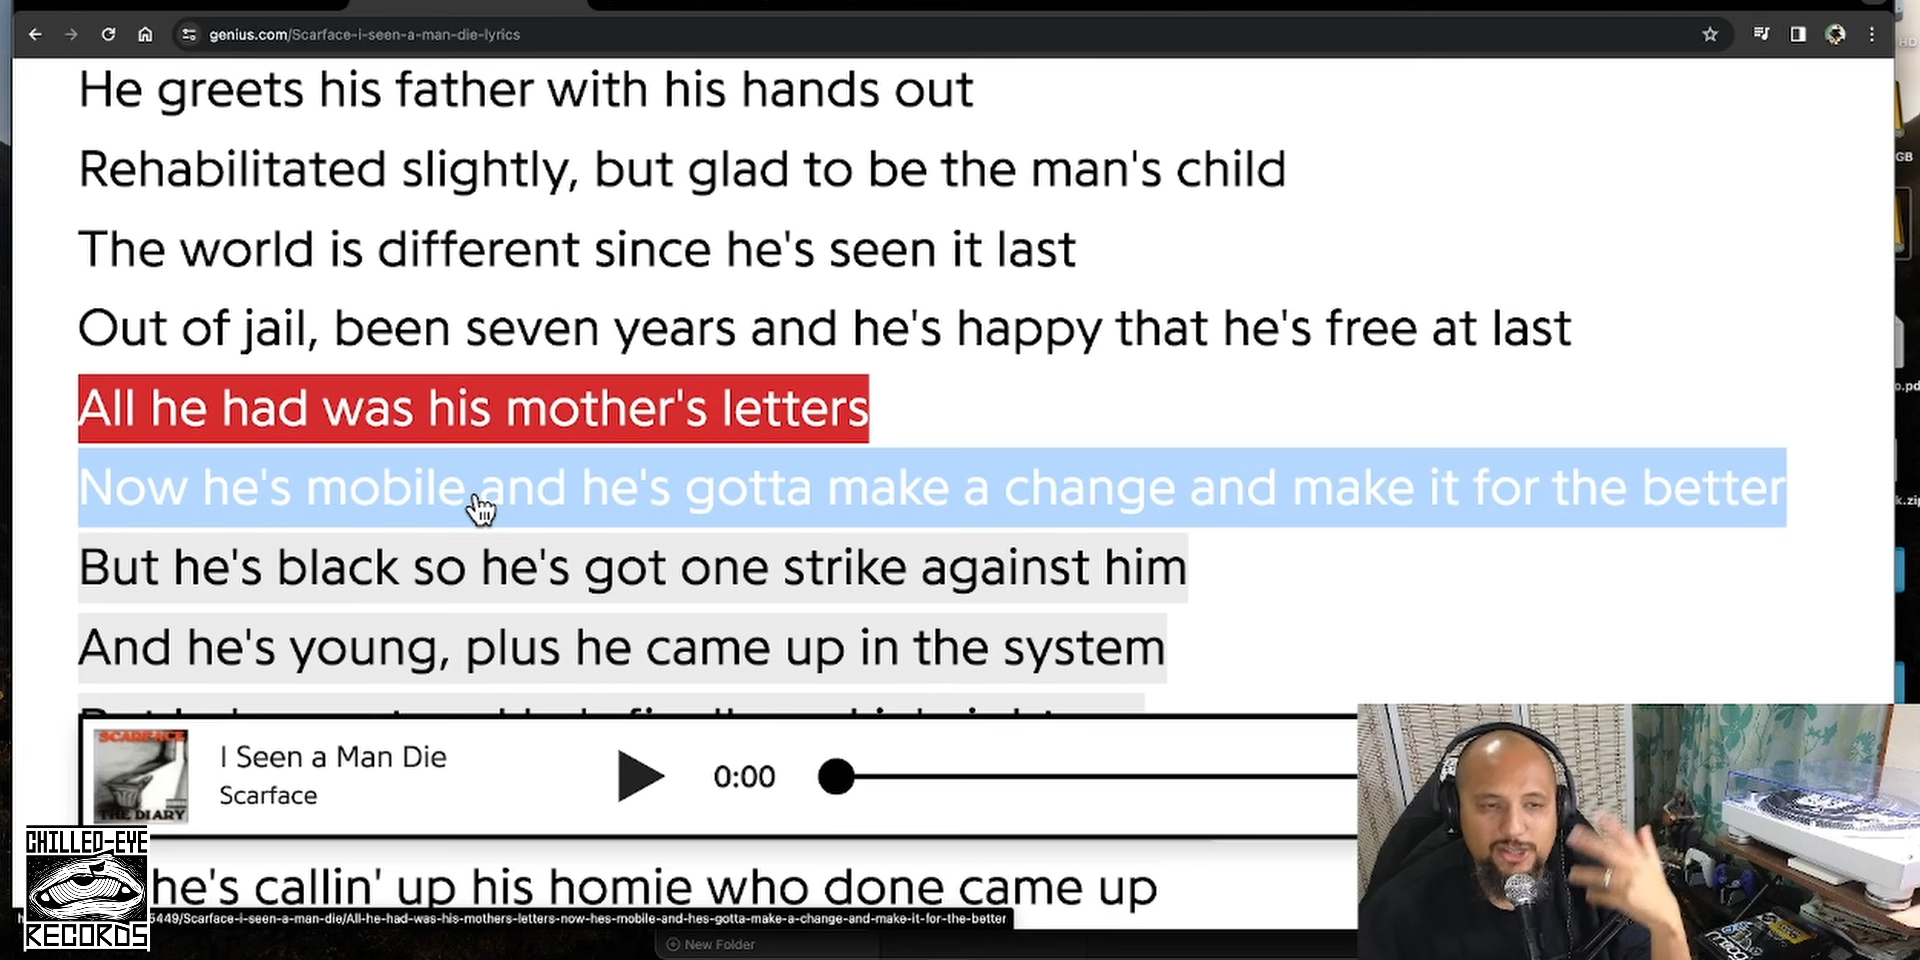 genius.com/Scarface-i-seen-a-man-die-lyrics
HD
He greets his father with his hands out
GB
Rehabilitated slightly, but glad to be the man's child
The world is different since he's seen it last
Out of jail, been seven years and he's happy that he's free at last
o.pd
All he had was his mother's letters
Now he's mobile and he's gotta make a change and make it for the better
k.zip
But he's black so he's got one strike against him
And he's young, plus he came up in the system
SCARFACE
THE DIARY
I Seen a Man Die
Scarface
0:00
CHILLED-EYE
RECORDS
he's callin' up his homie who done came up
5449/Scarface-i-seen-a-man-die/All-he-had-was-his-mothers-letters-now-hes-mobile-and-hes-gotta-make-a-change-and-make-it-for-the-better
New Folder